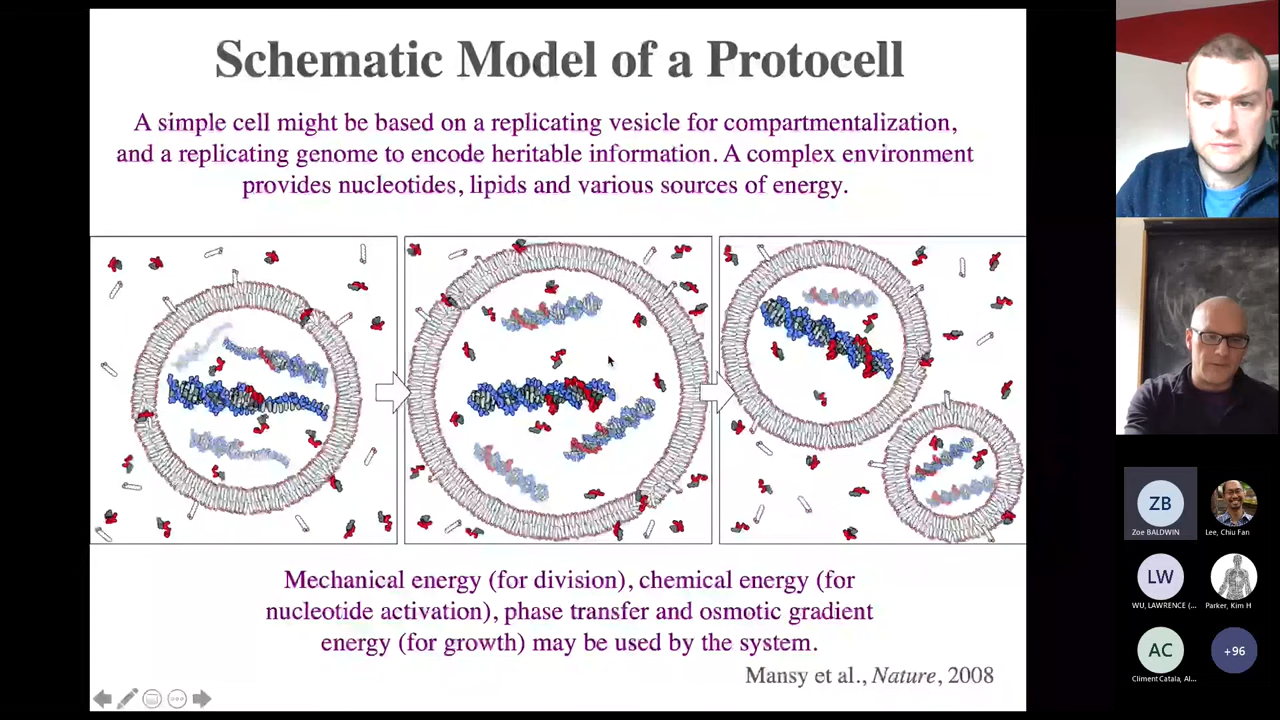 Schematic Model of a Protocell
A simple cell might be based on a replicating vesicle for compartmentalization,
and a replicating genome to encode heritable information. A complex environment
provides nucleotides, lipids and various sources of energy.
Mechanical energy (for division), chemical energy (for
nucleotide activation), phase transfer and osmotic gradient
energy (for growth) may be used by the system.
Mansy et al., Nature, 2008
ZB
Zoe BALDWIN
Lee, Chiu Fan
LW
WU, LAWRENCE (...
Parker, Kim H
AC
Climent Catala, Al...
+96